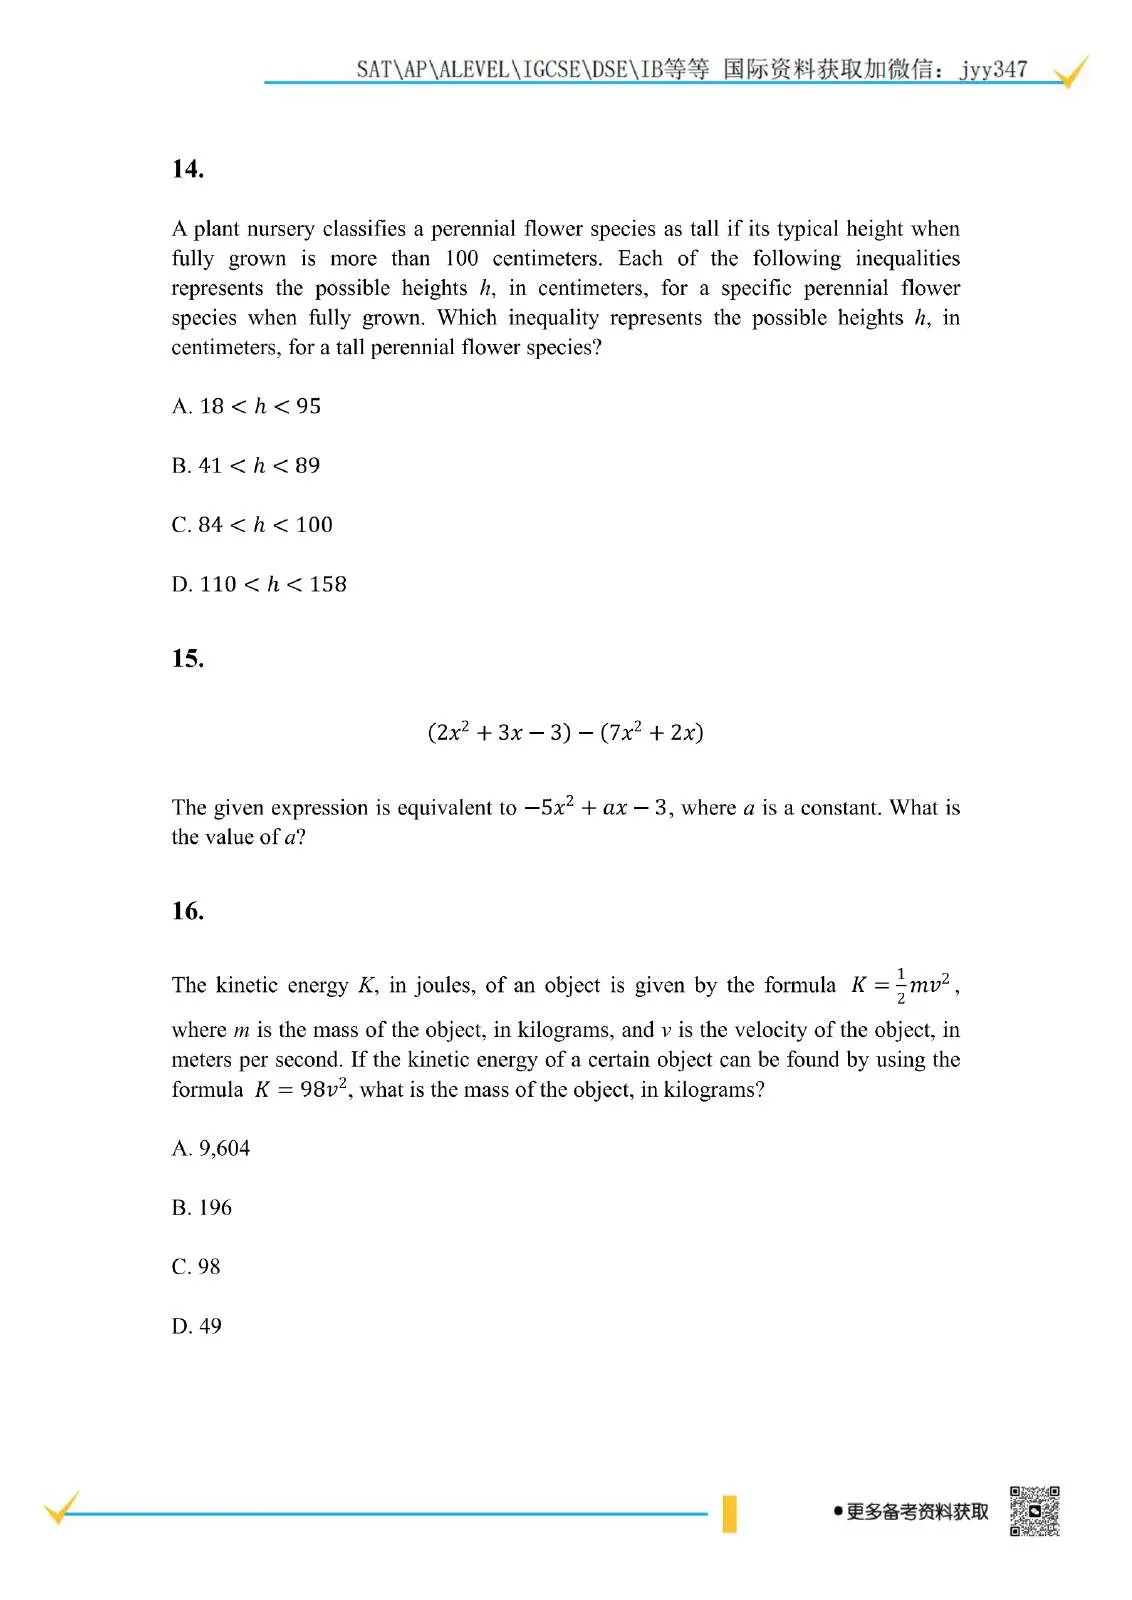 SAT\AP\ALEVEL\IGCSE\DSE\IB等等 国际资料获取加微信：jyy347
14.
A plant nursery classifies a perennial flower species as tall if its typical height when
fully grown is more than 100 centimeters. Each of the following inequalities
represents the possible heights h, in centimeters, for a specific perennial flower
species when fully grown. Which inequality represents the possible heights h, in
centimeters, for a tall perennial flower species?
A. 18 < h < 95
B. 41 < h < 89
C. 84 < h < 100
D. 110 < h < 158
15.
(2x² + 3x − 3) − (7x² + 2x)
The given expression is equivalent to −5x² + ax − 3, where a is a constant. What is
the value of a?
16.
The kinetic energy K, in joules, of an object is given by the formula K = ½mv²,
where m is the mass of the object, in kilograms, and v is the velocity of the object, in
meters per second. If the kinetic energy of a certain object can be found by using the
formula K = 98v², what is the mass of the object, in kilograms?
A. 9,604
B. 196
C. 98
D. 49
•更多备考资料获取